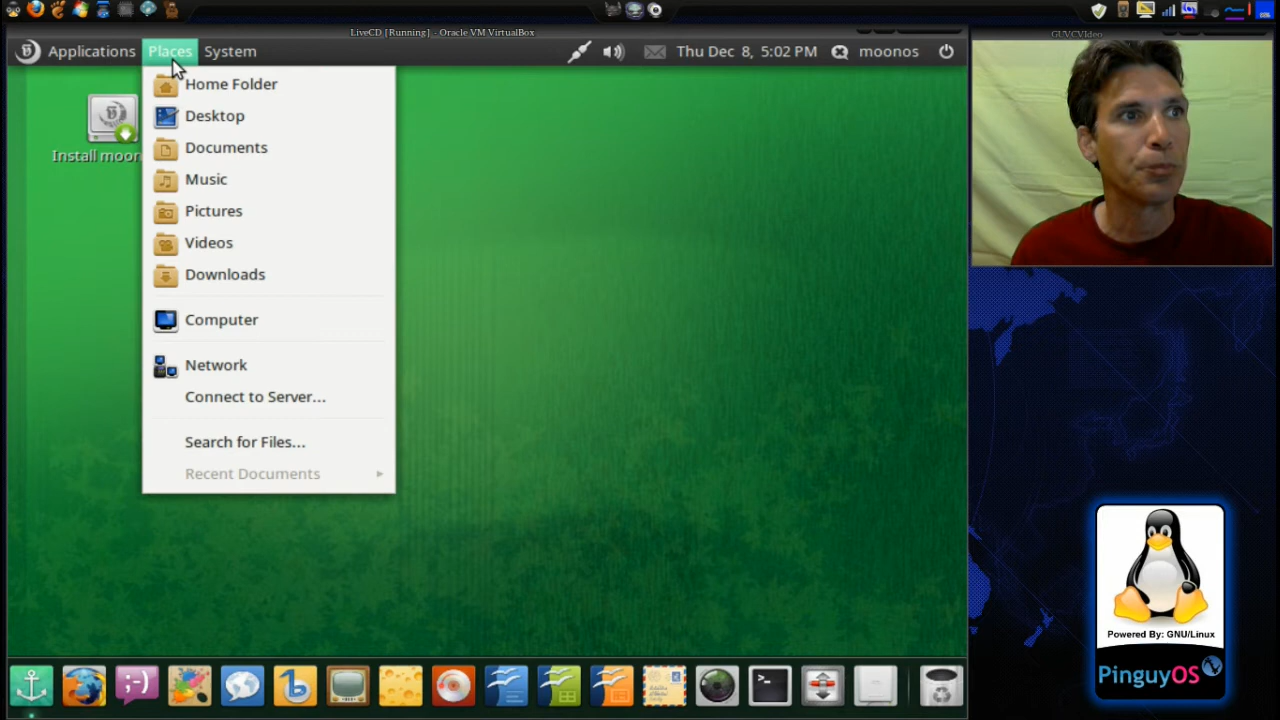 LiveCD [Running] - Oracle VM VirtualBox
GUVCVIdeo
Applications Places System Thu Dec 8, 5:02 PM moonos
Home Folder
Desktop
Documents
Install moon
Music
Pictures
Videos
Downloads
Computer
Network
Connect to Server...
Search for Files...
Recent Documents
;-)
>_
Powered By: GNU/Linux
PinguyOS